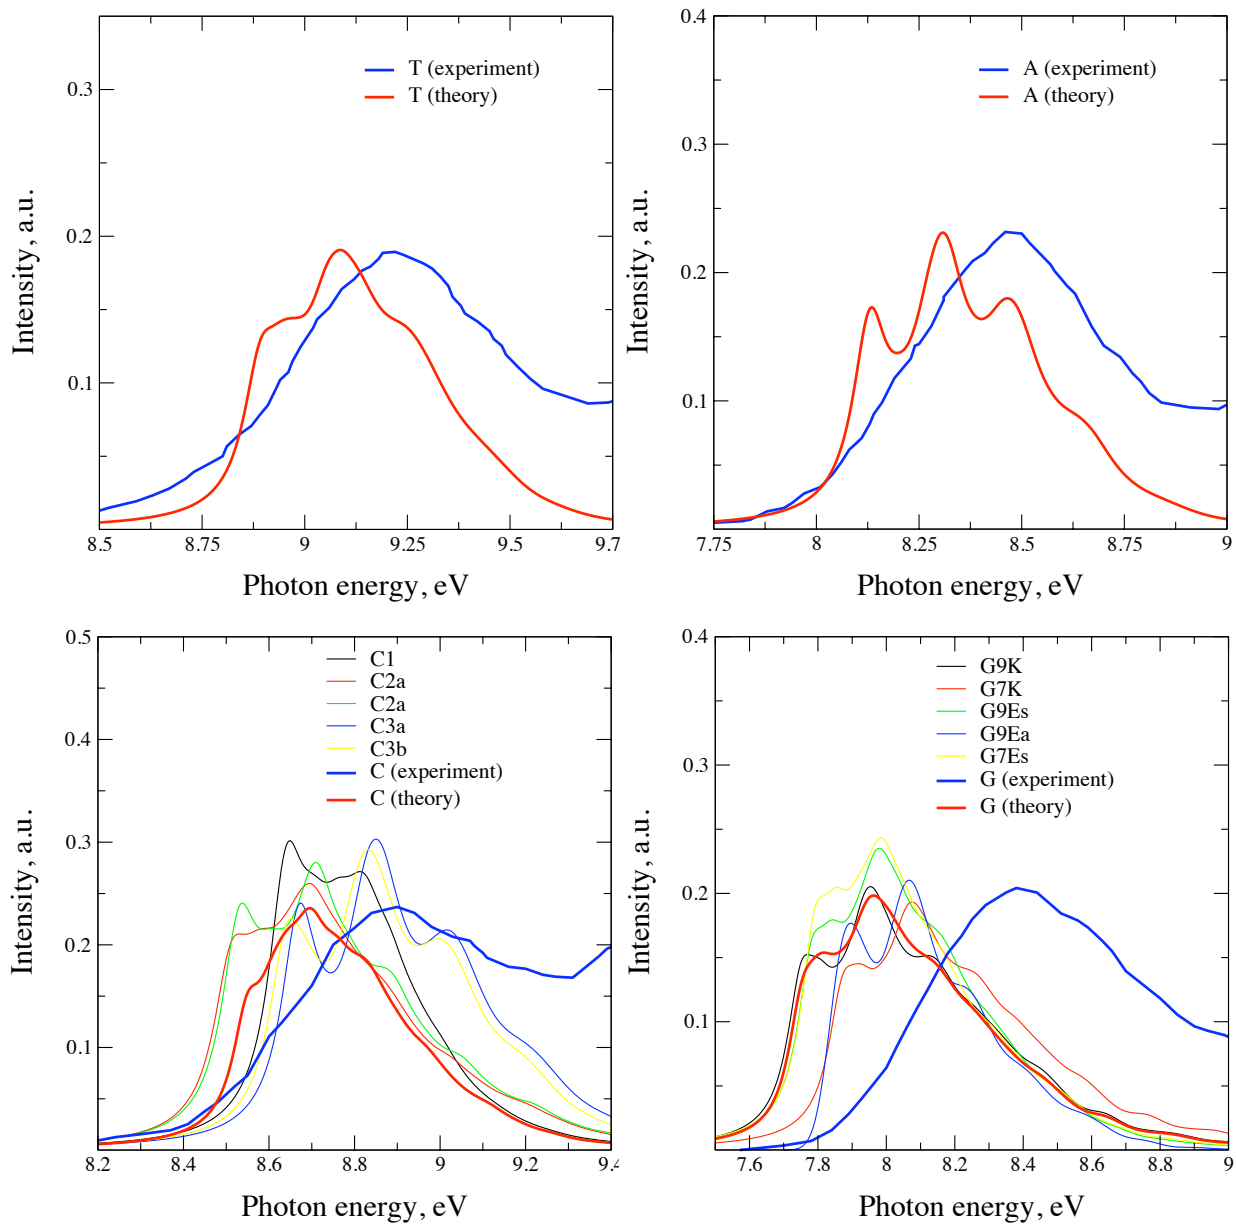 T (experiment)
T (theory)
0.3
0.2
0.1
Intensity, a.u.
8.5 8.75 9 9.25 9.5 9.7
Photon energy, eV
A (experiment)
A (theory)
0.4
0.3
0.2
0.1
Intensity, a.u.
7.75 8 8.25 8.5 8.75 9
Photon energy, eV
C1
C2a
C2a
C3a
C3b
C (experiment)
C (theory)
0.5
0.4
0.3
0.2
0.1
Intensity, a.u.
8.2 8.4 8.6 8.8 9 9.2 9.4
Photon energy, eV
G9K
G7K
G9Es
G9Ea
G7Es
G (experiment)
G (theory)
0.4
0.3
0.2
0.1
Intensity, a.u.
7.6 7.8 8 8.2 8.4 8.6 8.8 9
Photon energy, eV